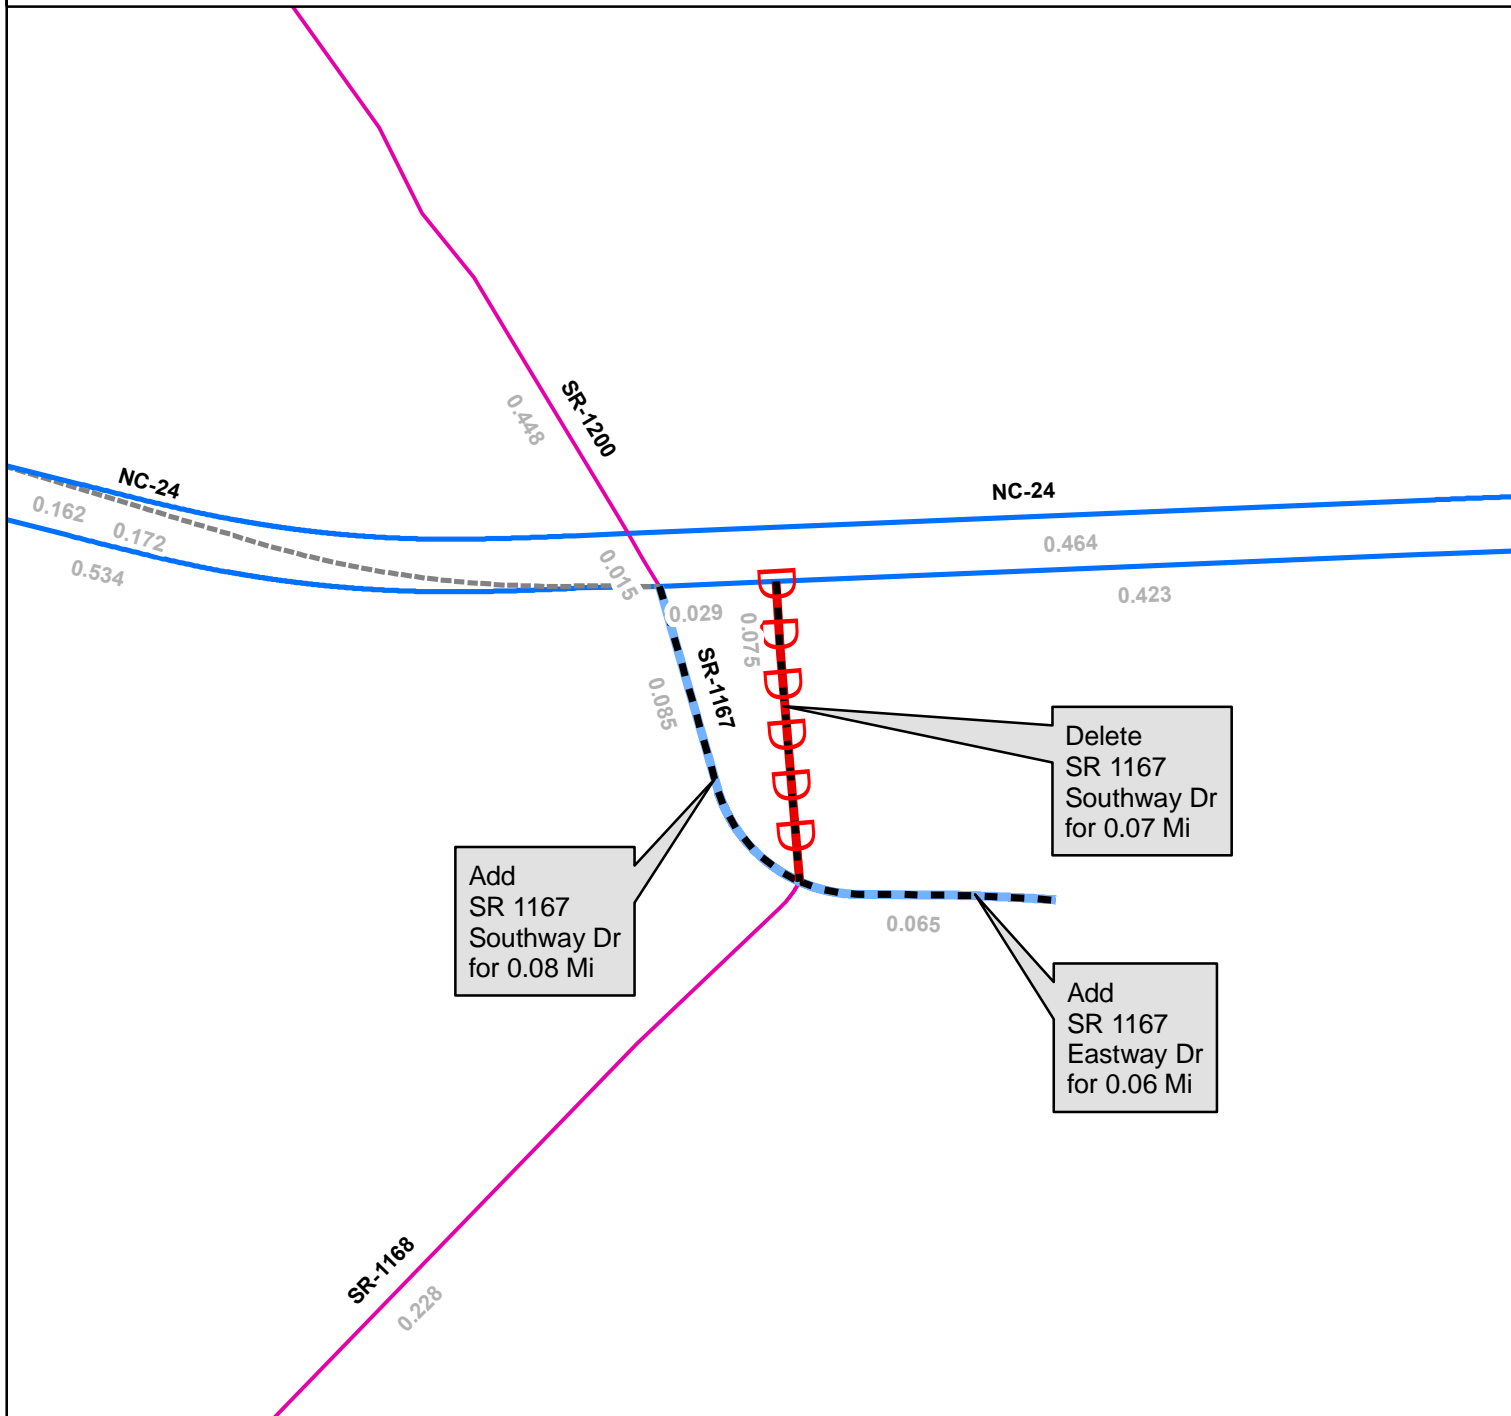 SR-1200
0.448
NC-24
NC-24
0.162
0.172
0.534
0.015
0.464
0.423
0.029
0.075
SR-1167
0.085
Delete
SR 1167
Southway Dr
for 0.07 Mi
Add
SR 1167
Southway Dr
for 0.08 Mi
0.065
Add
SR 1167
Eastway Dr
for 0.06 Mi
SR-1168
0.228